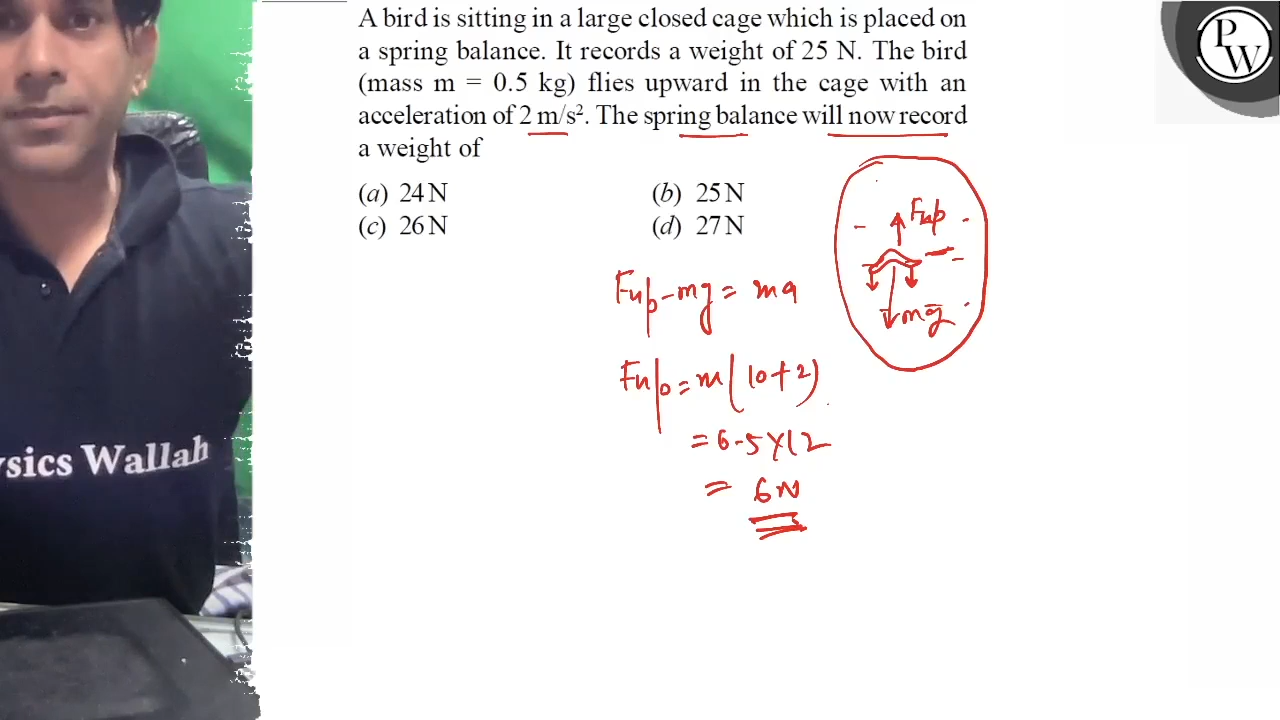 A bird is sitting in a large closed cage which is placed on
a spring balance. It records a weight of 25 N. The bird
(mass m = 0.5 kg) flies upward in the cage with an
acceleration of 2 m/s². The spring balance will now record
a weight of
(a) 24 N (b) 25 N
(c) 26 N (d) 27 N
PW
Fup
mg
Fup - mg = ma
Fup = m(10+2)
= 0.5 × 12
= 6N
ysics Wallah